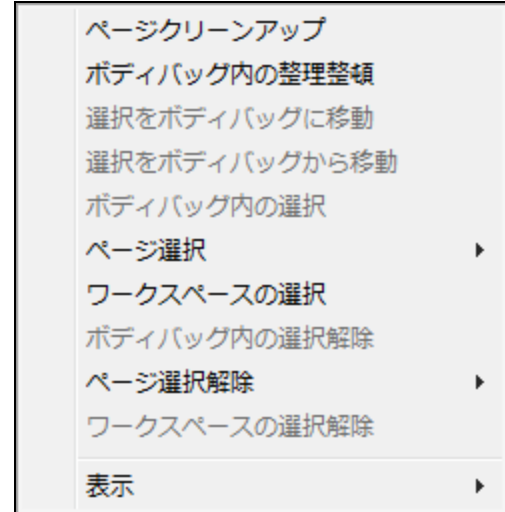 ページクリーンアップ
ボディバッグ内の整理整頓
選択をボディバッグに移動
選択をボディバッグから移動
ボディバッグ内の選択
ページ選択
ワークスペースの選択
ボディバッグ内の選択解除
ページ選択解除
ワークスペースの選択解除
表示